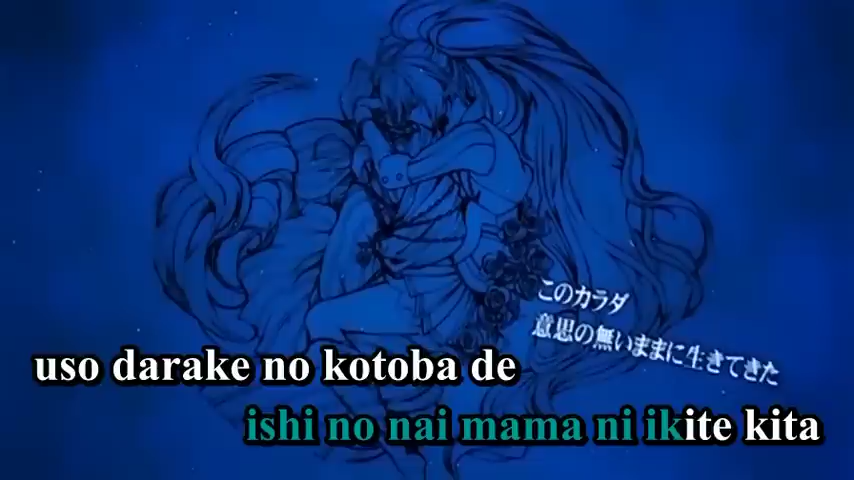 このカラダ
意思の無いままに生きてきた
uso darake no kotoba de
ishi no nai mama ni ikite kita